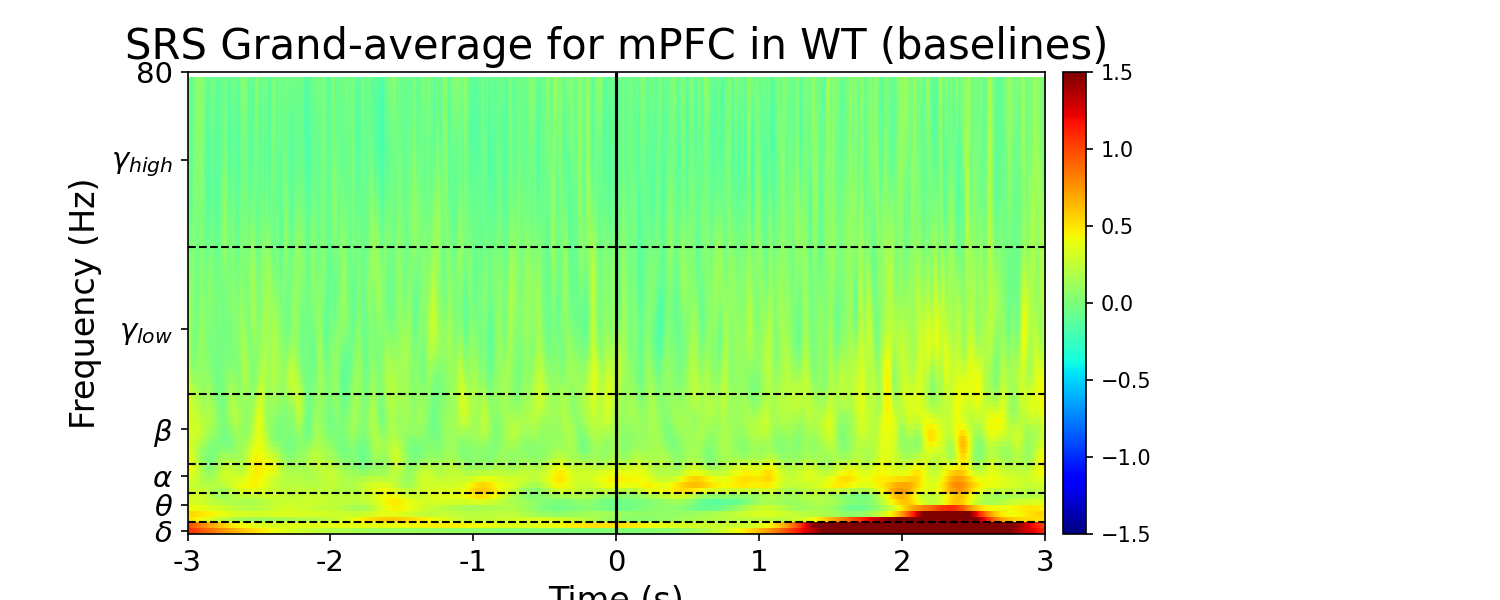 SRS Grand-average for mPFC in WT (baselines)
80
γhigh
γlow
β
α
θ
δ
Frequency (Hz)
-3 -2 -1 0 1 2 3
Time (s)
1.5
1.0
0.5
0.0
−0.5
−1.0
−1.5